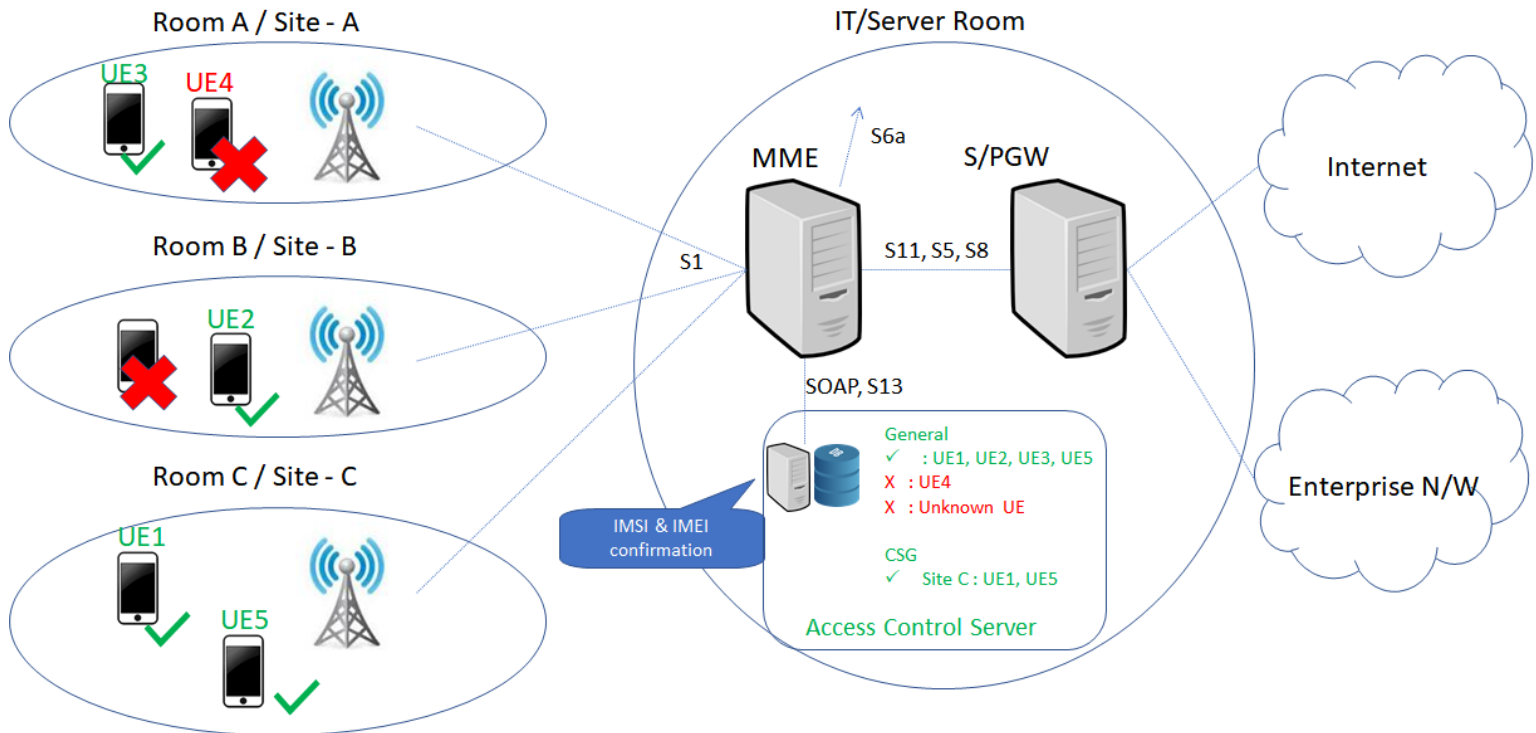 Room A / Site - A
UE3
UE4
Room B / Site - B
UE2
Room C / Site - C
UE1
UE5
IT/Server Room
S6a
MME
S/PGW
S1
S11, S5, S8
SOAP, S13
General
✓ : UE1, UE2, UE3, UE5
X : UE4
X : Unknown UE
CSG
✓ Site C : UE1, UE5
Access Control Server
IMSI & IMEI
confirmation
Internet
Enterprise N/W